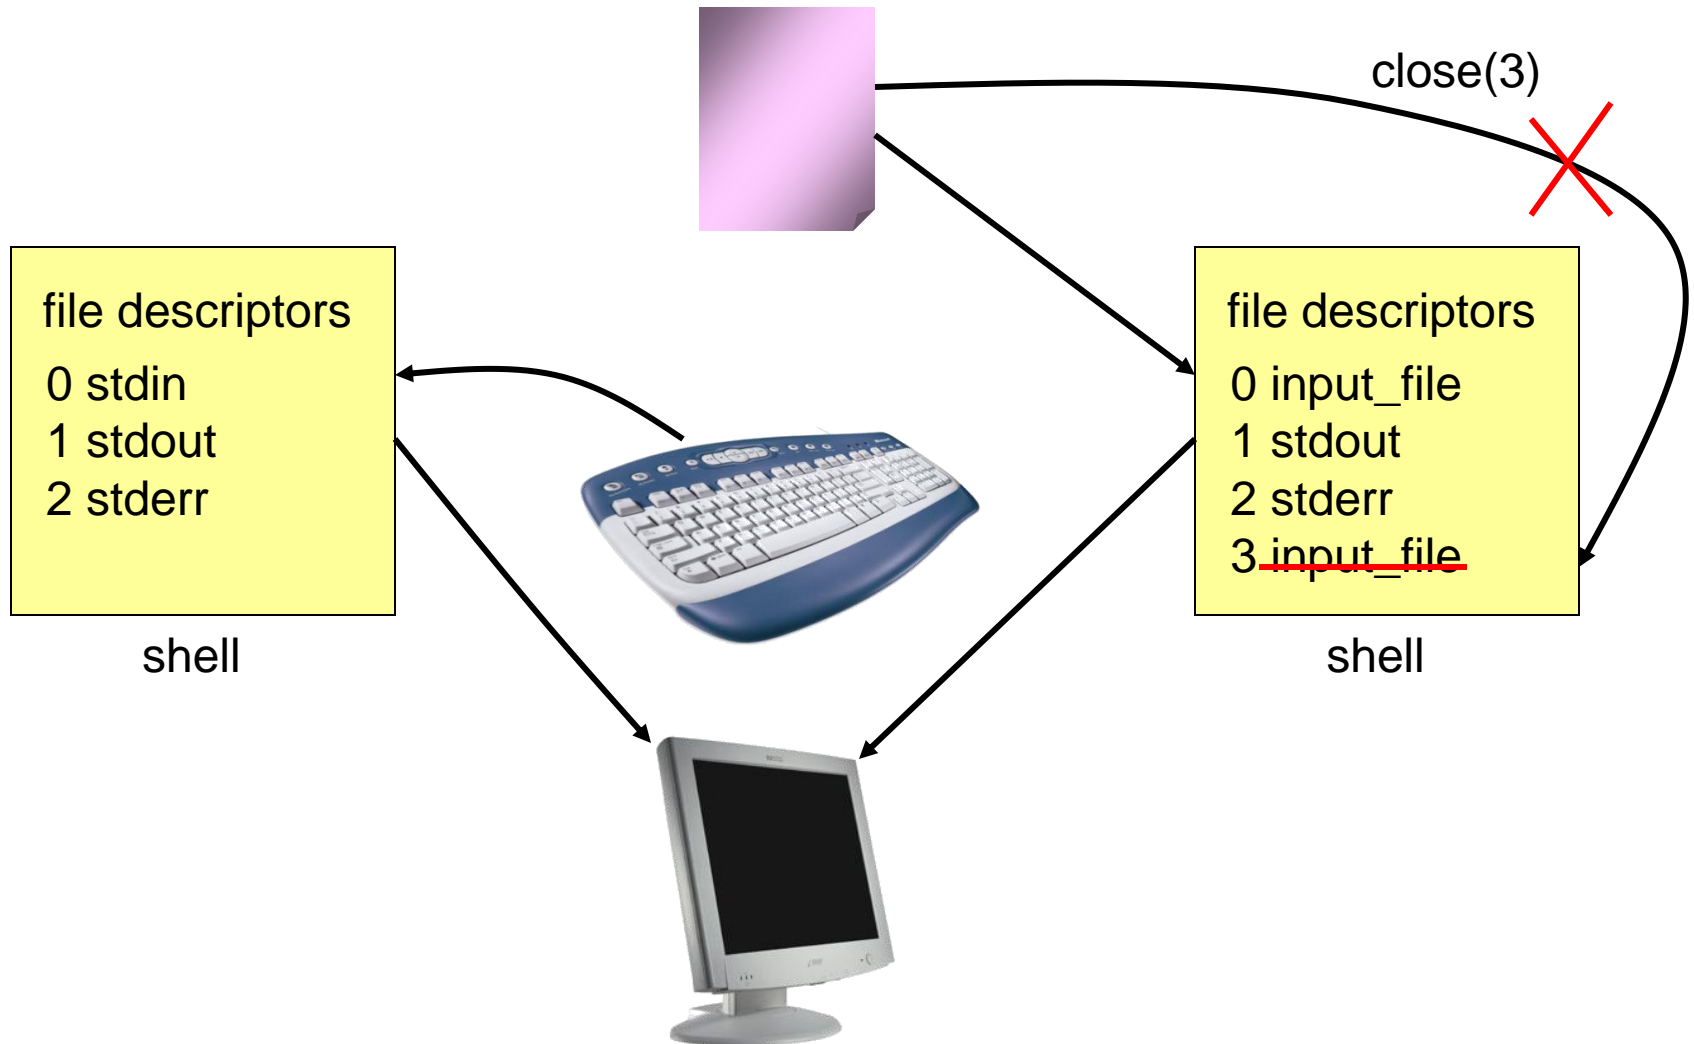 close(3)
file descriptors
0 stdin
1 stdout
2 stderr
shell
file descriptors
0 input_file
1 stdout
2 stderr
3 input_file
shell